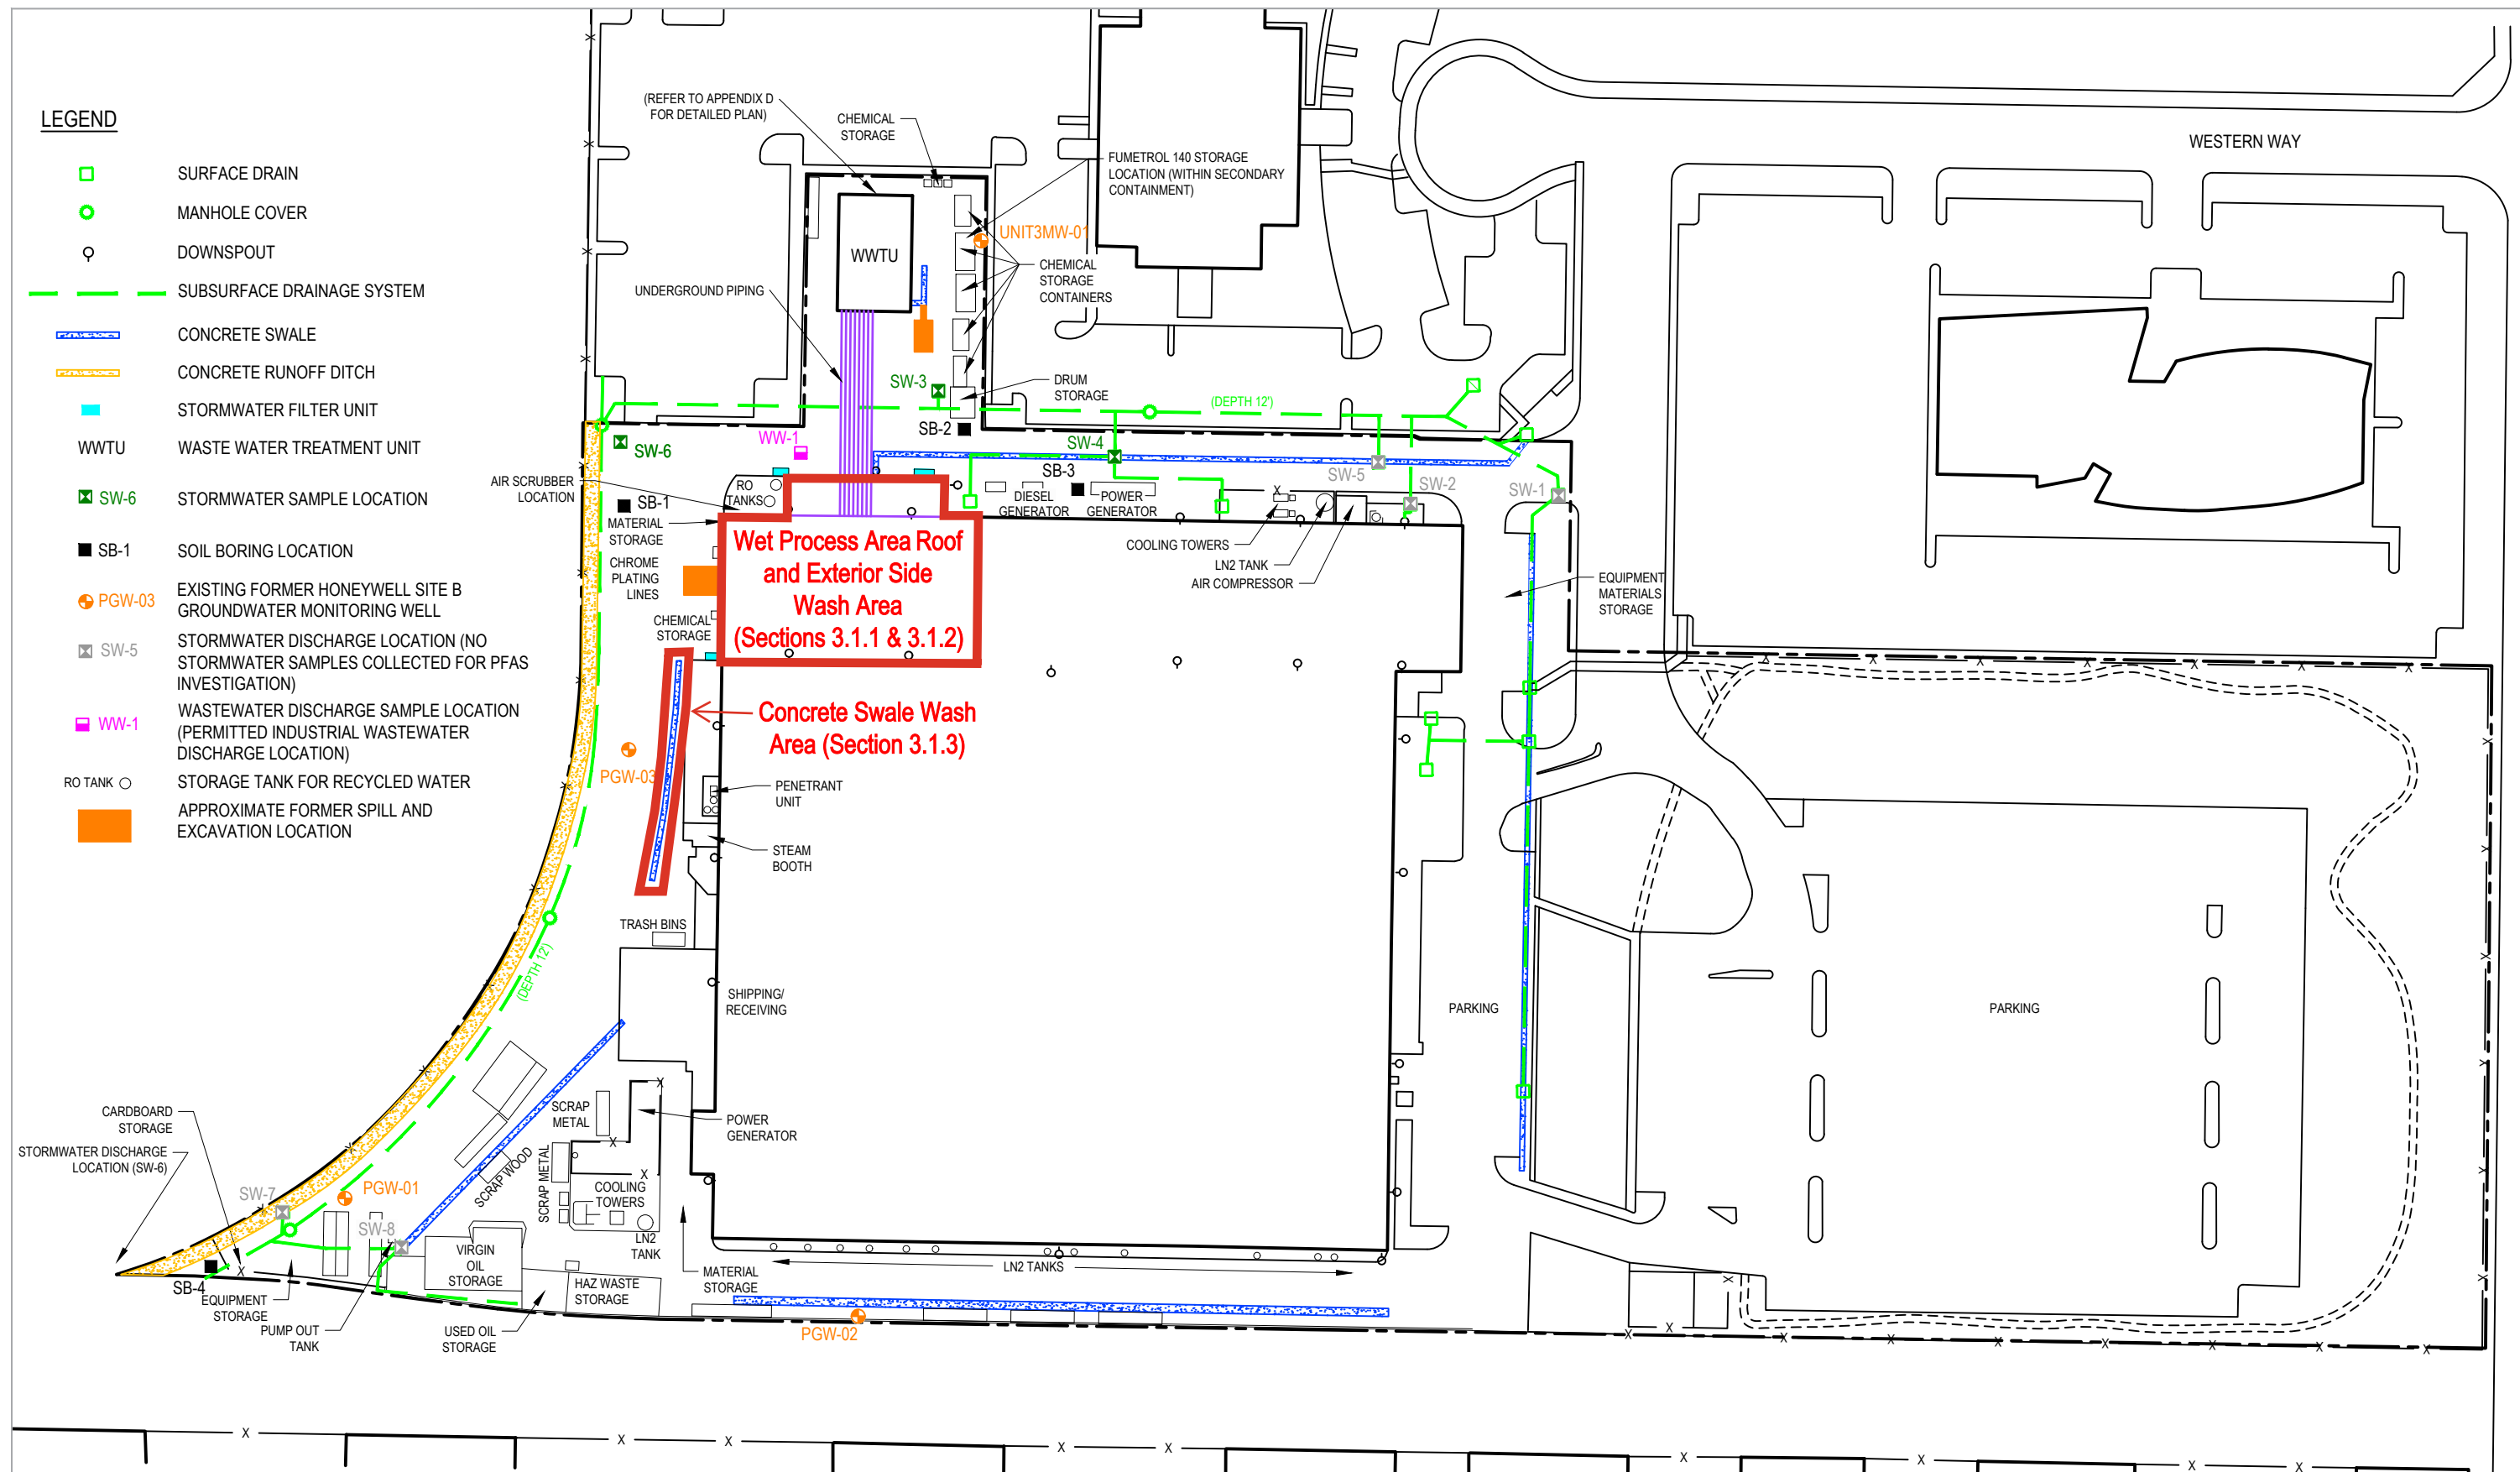 LEGEND
SURFACE DRAIN
MANHOLE COVER
DOWNSPOUT
SUBSURFACE DRAINAGE SYSTEM
CONCRETE SWALE
CONCRETE RUNOFF DITCH
STORMWATER FILTER UNIT
WWTU WASTE WATER TREATMENT UNIT
SW-6 STORMWATER SAMPLE LOCATION
SB-1 SOIL BORING LOCATION
PGW-03 EXISTING FORMER HONEYWELL SITE B
GROUNDWATER MONITORING WELL
SW-5 STORMWATER DISCHARGE LOCATION (NO
STORMWATER SAMPLES COLLECTED FOR PFAS
INVESTIGATION)
WW-1 WASTEWATER DISCHARGE SAMPLE LOCATION
(PERMITTED INDUSTRIAL WASTEWATER
DISCHARGE LOCATION)
RO TANK STORAGE TANK FOR RECYCLED WATER
APPROXIMATE FORMER SPILL AND
EXCAVATION LOCATION
(REFER TO APPENDIX D
FOR DETAILED PLAN)
CHEMICAL
STORAGE
FUMETROL 140 STORAGE
LOCATION (WITHIN SECONDARY
CONTAINMENT)
WESTERN WAY
UNIT3MW-01
WWTU
CHEMICAL
STORAGE
CONTAINERS
UNDERGROUND PIPING
SW-3
DRUM
STORAGE
(DEPTH 12')
SB-2
WW-1
SW-6
SW-4
SB-3
SW-5
SW-2
SW-1
AIR SCRUBBER
LOCATION
RO
TANKS
SB-1
DIESEL
GENERATOR
POWER
GENERATOR
X
MATERIAL
STORAGE
Wet Process Area Roof
and Exterior Side
Wash Area
(Sections 3.1.1 & 3.1.2)
COOLING TOWERS
LN2 TANK
AIR COMPRESSOR
CHROME
PLATING
LINES
EQUIPMENT
MATERIALS
STORAGE
CHEMICAL
STORAGE
Concrete Swale Wash
Area (Section 3.1.3)
PGW-03
PENETRANT
UNIT
STEAM
BOOTH
TRASH BINS
(DEPTH 12')
SHIPPING/
RECEIVING
PARKING
PARKING
CARDBOARD
STORAGE
STORMWATER DISCHARGE
LOCATION (SW-6)
SCRAP
METAL
POWER
GENERATOR
SCRAP WOOD
SCRAP METAL
COOLING
TOWERS
SW-7
PGW-01
SW-8
VIRGIN
OIL
STORAGE
LN2
TANK
MATERIAL
STORAGE
LN2 TANKS
HAZ WASTE
STORAGE
SB-4
EQUIPMENT
STORAGE
PUMP OUT
TANK
USED OIL
STORAGE
PGW-02